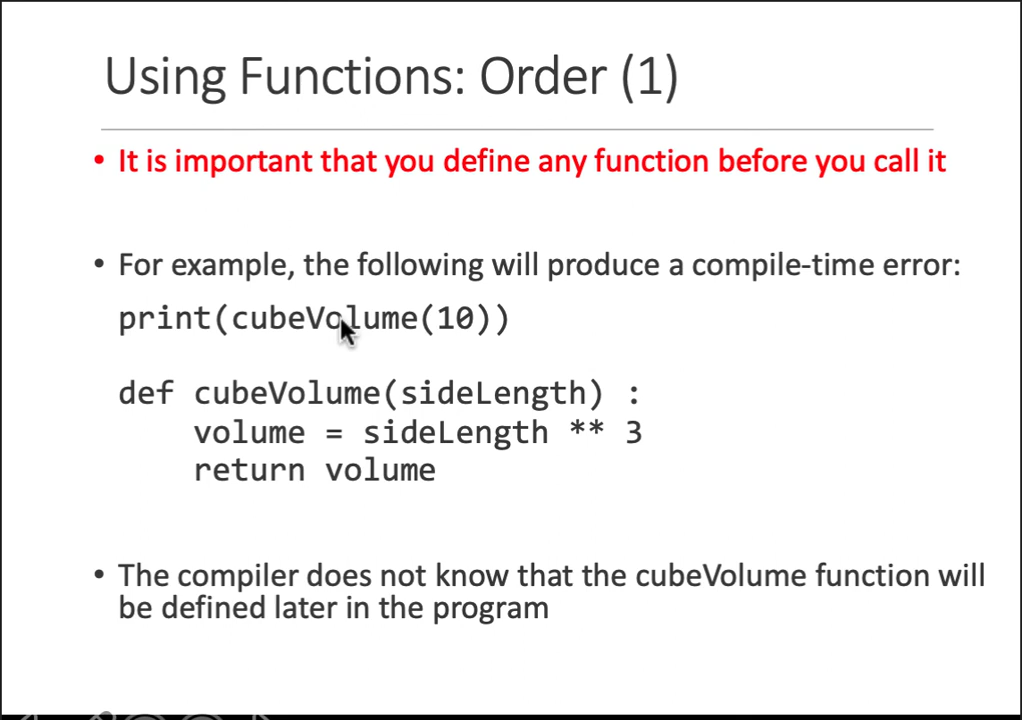 Using Functions: Order (1)
• It is important that you define any function before you call it
• For example, the following will produce a compile-time error:
print(cubeVolume(10))
def cubeVolume(sideLength) :
    volume = sideLength ** 3
    return volume
• The compiler does not know that the cubeVolume function will
be defined later in the program